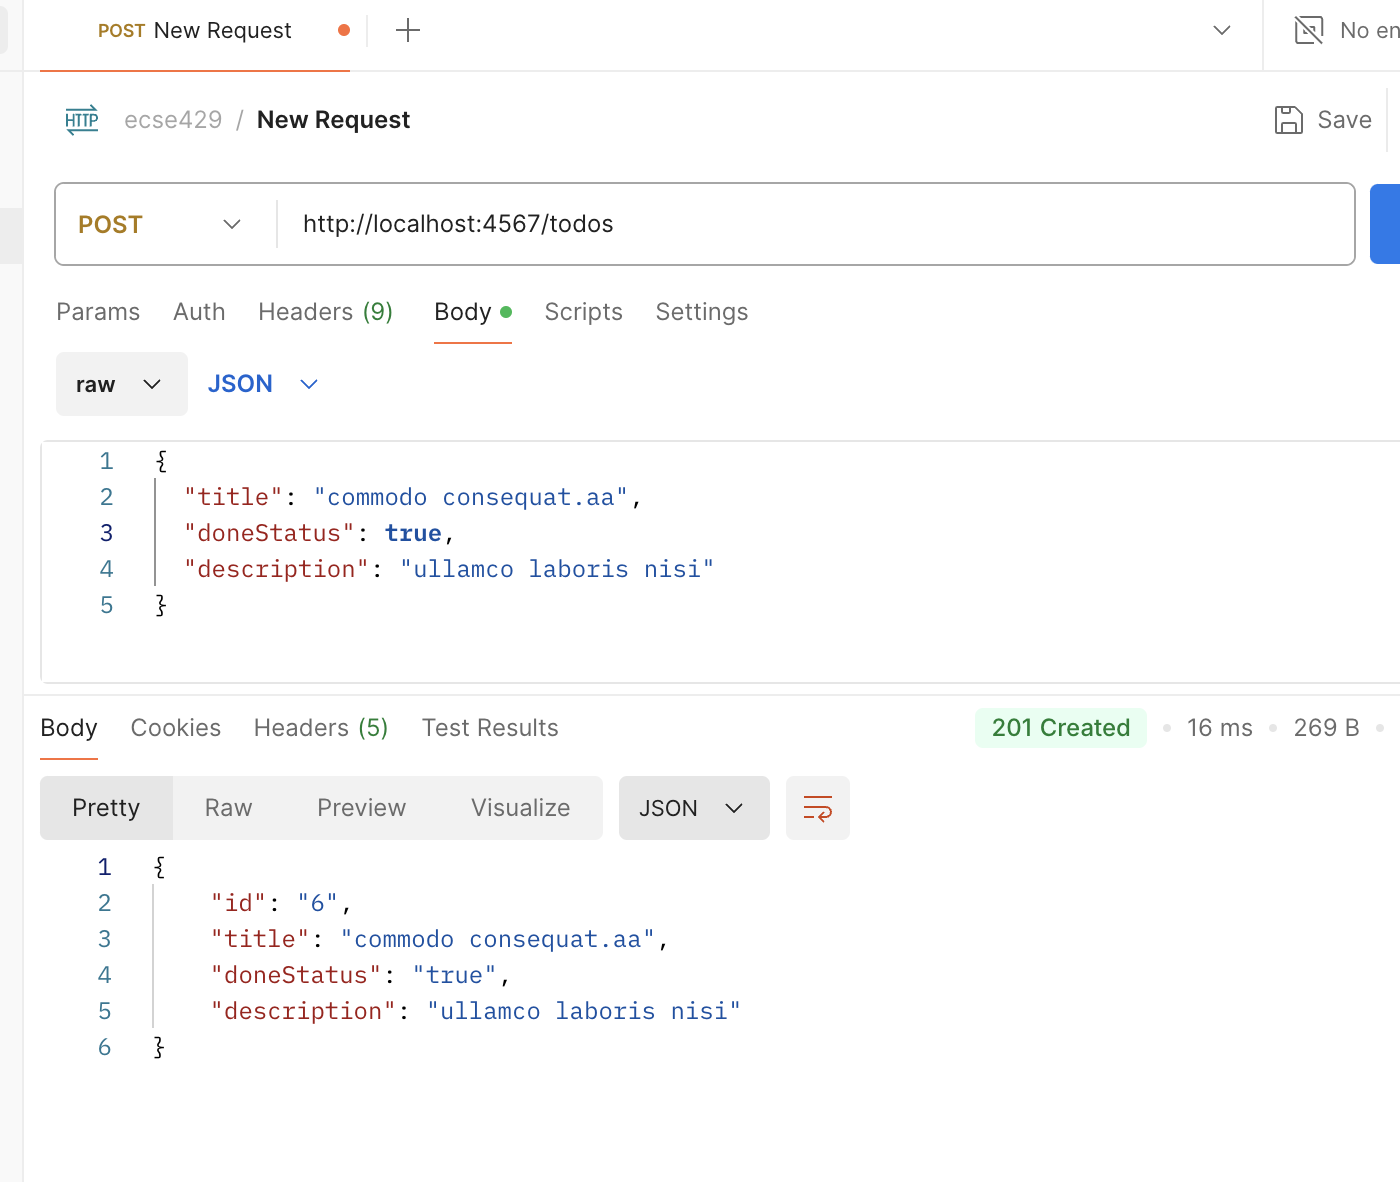 POST New Request
No en
HTTP ecse429 / New Request
Save
POST http://localhost:4567/todos
Params Auth Headers (9) Body Scripts Settings
raw JSON
1 {
2 "title": "commodo consequat.aa",
3 "doneStatus": true,
4 "description": "ullamco laboris nisi"
5 }
Body Cookies Headers (5) Test Results
201 Created • 16 ms • 269 B •
Pretty Raw Preview Visualize JSON
1 {
2 "id": "6",
3 "title": "commodo consequat.aa",
4 "doneStatus": "true",
5 "description": "ullamco laboris nisi"
6 }